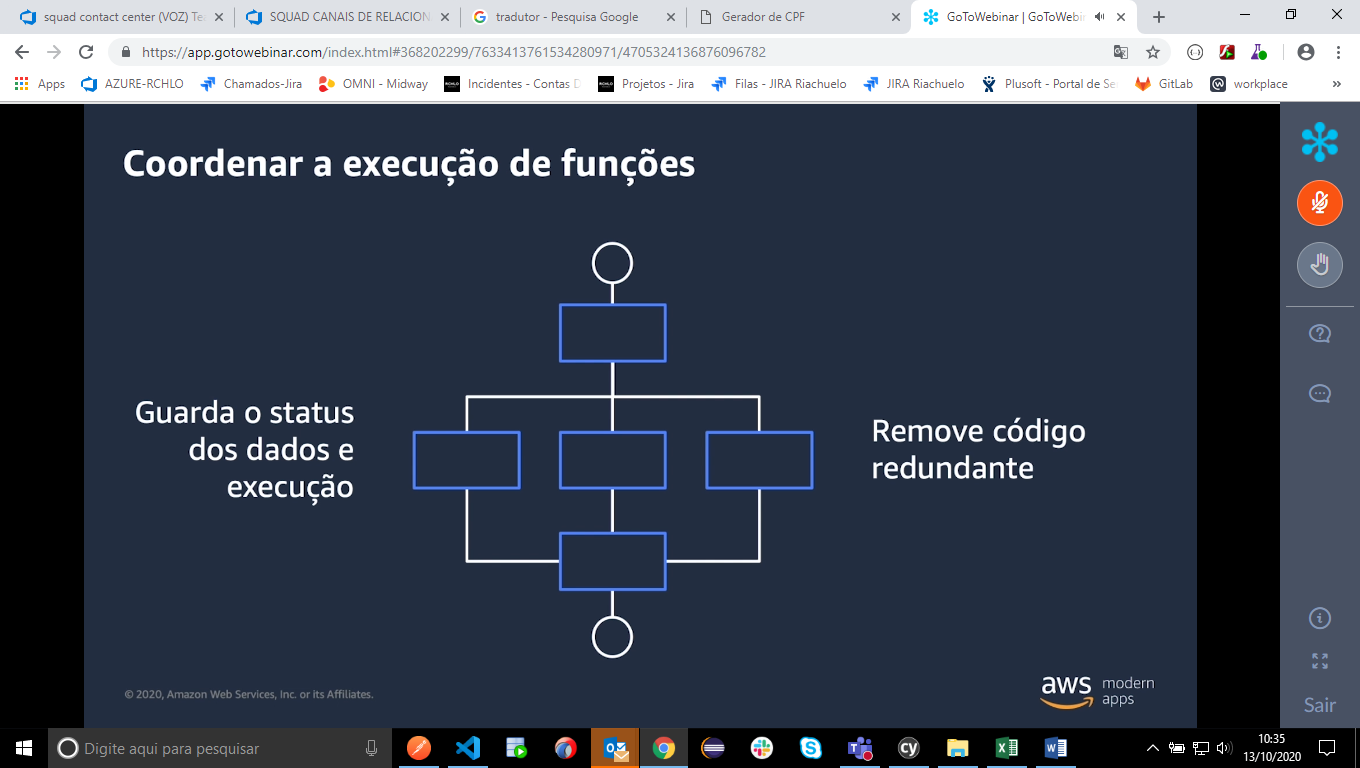 squad contact center (VOZ) Te
SQUAD CANAIS DE RELACION
tradutor - Pesquisa Google
Gerador de CPF
GoToWebinar | GoToWebin
https://app.gotowebinar.com/index.html#368202299/7633413761534280971/4705324136876096782
Apps
AZURE-RCHLO
Chamados-Jira
OMNI - Midway
Incidentes - Contas D
Projetos - Jira
Filas - JIRA Riachuelo
JIRA Riachuelo
Plusoft - Portal de Se
GitLab
workplace
»
Coordenar a execução de funções
Guarda o status
dos dados e
execução
Remove código
redundante
© 2020, Amazon Web Services, Inc. or its Affiliates.
aws modern
apps
Sair
Digite aqui para pesquisar
cy
10:35
13/10/2020